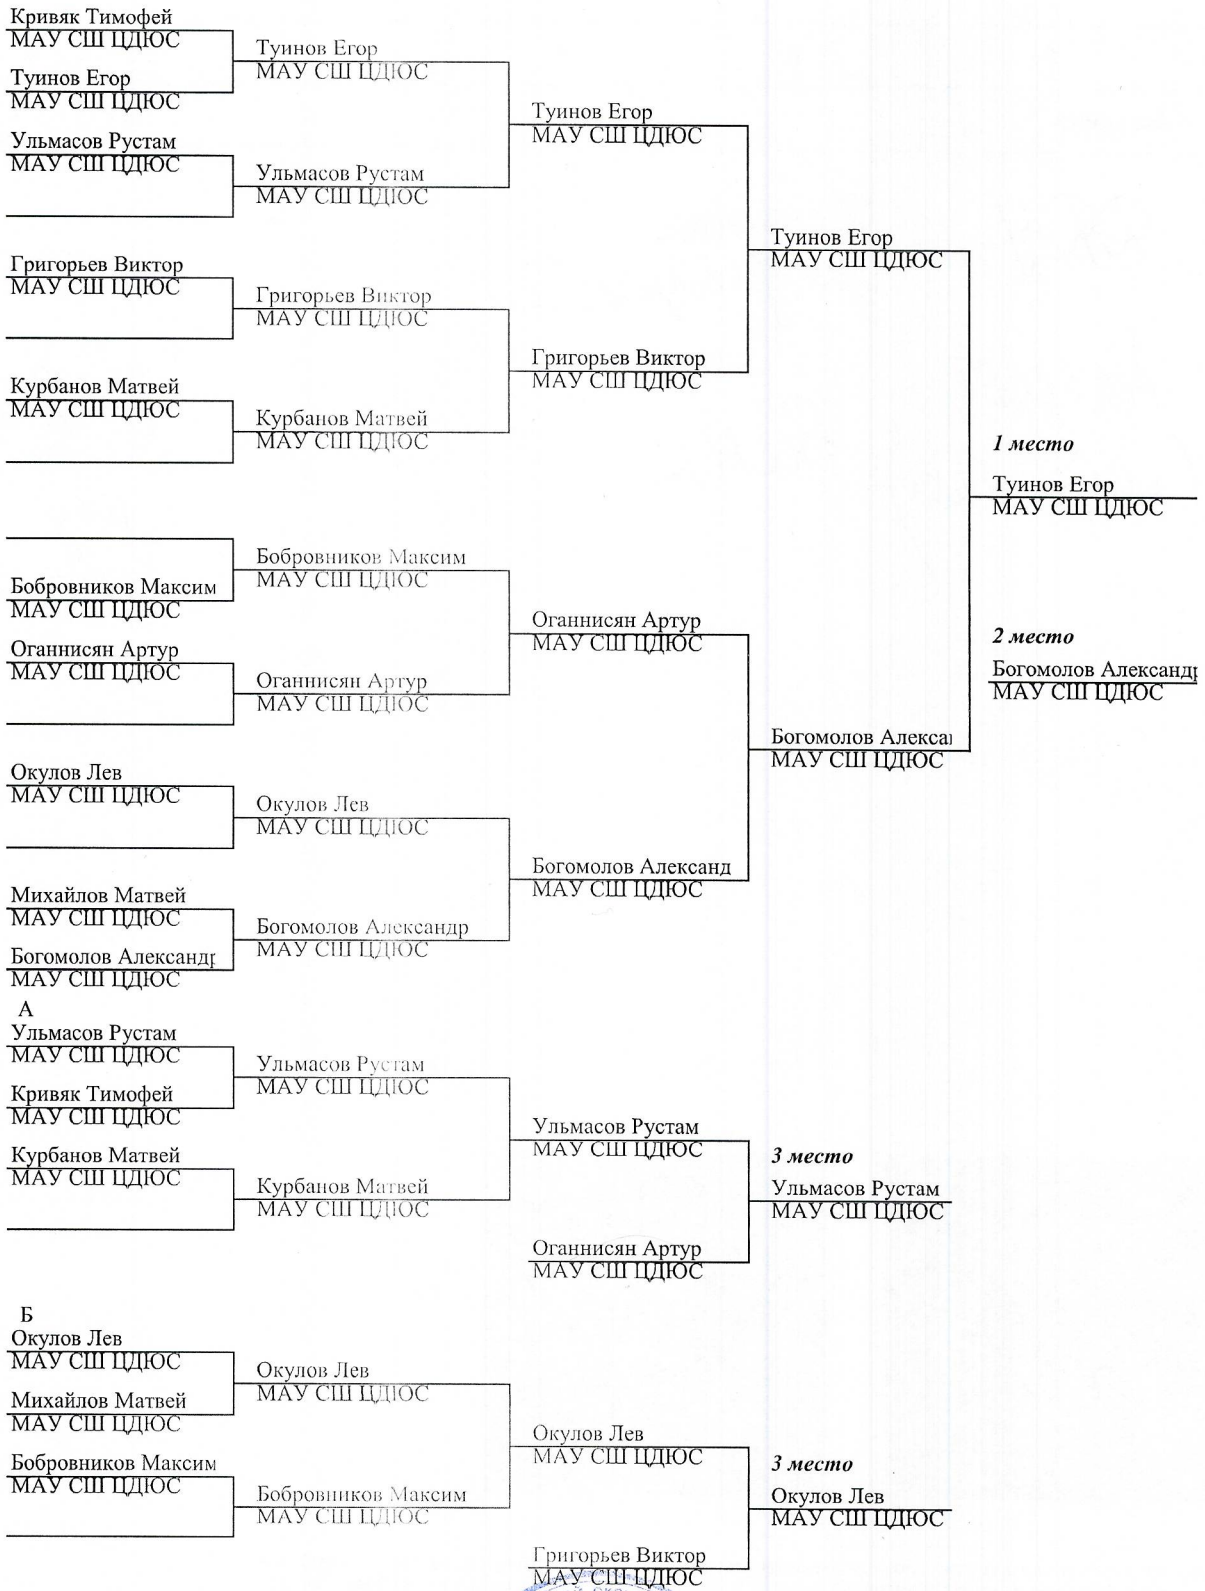 Кривяк Тимофей
МАУ СШ ЦДЮС
Туинов Егор
МАУ СШ ЦДЮС
Ульмасов Рустам
МАУ СШ ЦДЮС
Григорьев Виктор
МАУ СШ ЦДЮС
Курбанов Матвей
МАУ СШ ЦДЮС
Бобровников Максим
МАУ СШ ЦДЮС
Оганнисян Артур
МАУ СШ ЦДЮС
Окулов Лев
МАУ СШ ЦДЮС
Михайлов Матвей
МАУ СШ ЦДЮС
Богомолов Александр
МАУ СШ ЦДЮС
Туинов Егор
МАУ СШ ЦДЮС
Ульмасов Рустам
МАУ СШ ЦДЮС
Григорьев Виктор
МАУ СШ ЦДЮС
Курбанов Матвей
МАУ СШ ЦДЮС
Бобровников Максим
МАУ СШ ЦДЮС
Оганнисян Артур
МАУ СШ ЦДЮС
Окулов Лев
МАУ СШ ЦДЮС
Богомолов Александр
МАУ СШ ЦДЮС
Туинов Егор
МАУ СШ ЦДЮС
Григорьев Виктор
МАУ СШ ЦДЮС
Оганнисян Артур
МАУ СШ ЦДЮС
Богомолов Александ
МАУ СШ ЦДЮС
Туинов Егор
МАУ СШ ЦДЮС
Богомолов Алексан
МАУ СШ ЦДЮС
1 место
Туинов Егор
МАУ СШ ЦДЮС
2 место
Богомолов Александр
МАУ СШ ЦДЮС
А
Ульмасов Рустам
МАУ СШ ЦДЮС
Кривяк Тимофей
МАУ СШ ЦДЮС
Курбанов Матвей
МАУ СШ ЦДЮС
Ульмасов Рустам
МАУ СШ ЦДЮС
Курбанов Матвей
МАУ СШ ЦДЮС
Ульмасов Рустам
МАУ СШ ЦДЮС
Оганнисян Артур
МАУ СШ ЦДЮС
3 место
Ульмасов Рустам
МАУ СШ ЦДЮС
Б
Окулов Лев
МАУ СШ ЦДЮС
Михайлов Матвей
МАУ СШ ЦДЮС
Бобровников Максим
МАУ СШ ЦДЮС
Окулов Лев
МАУ СШ ЦДЮС
Бобровников Максим
МАУ СШ ЦДЮС
Окулов Лев
МАУ СШ ЦДЮС
Григорьев Виктор
МАУ СШ ЦДЮС
3 место
Окулов Лев
МАУ СШ ЦДЮС